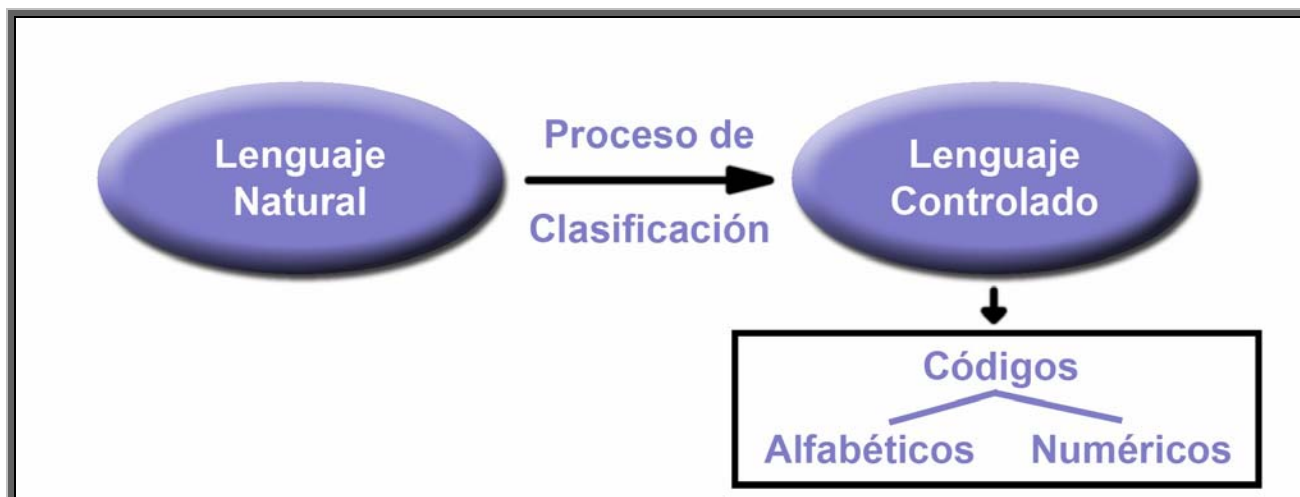 Lenguaje
Natural
Proceso de
Clasificación
Lenguaje
Controlado
Códigos
Alfabéticos Numéricos